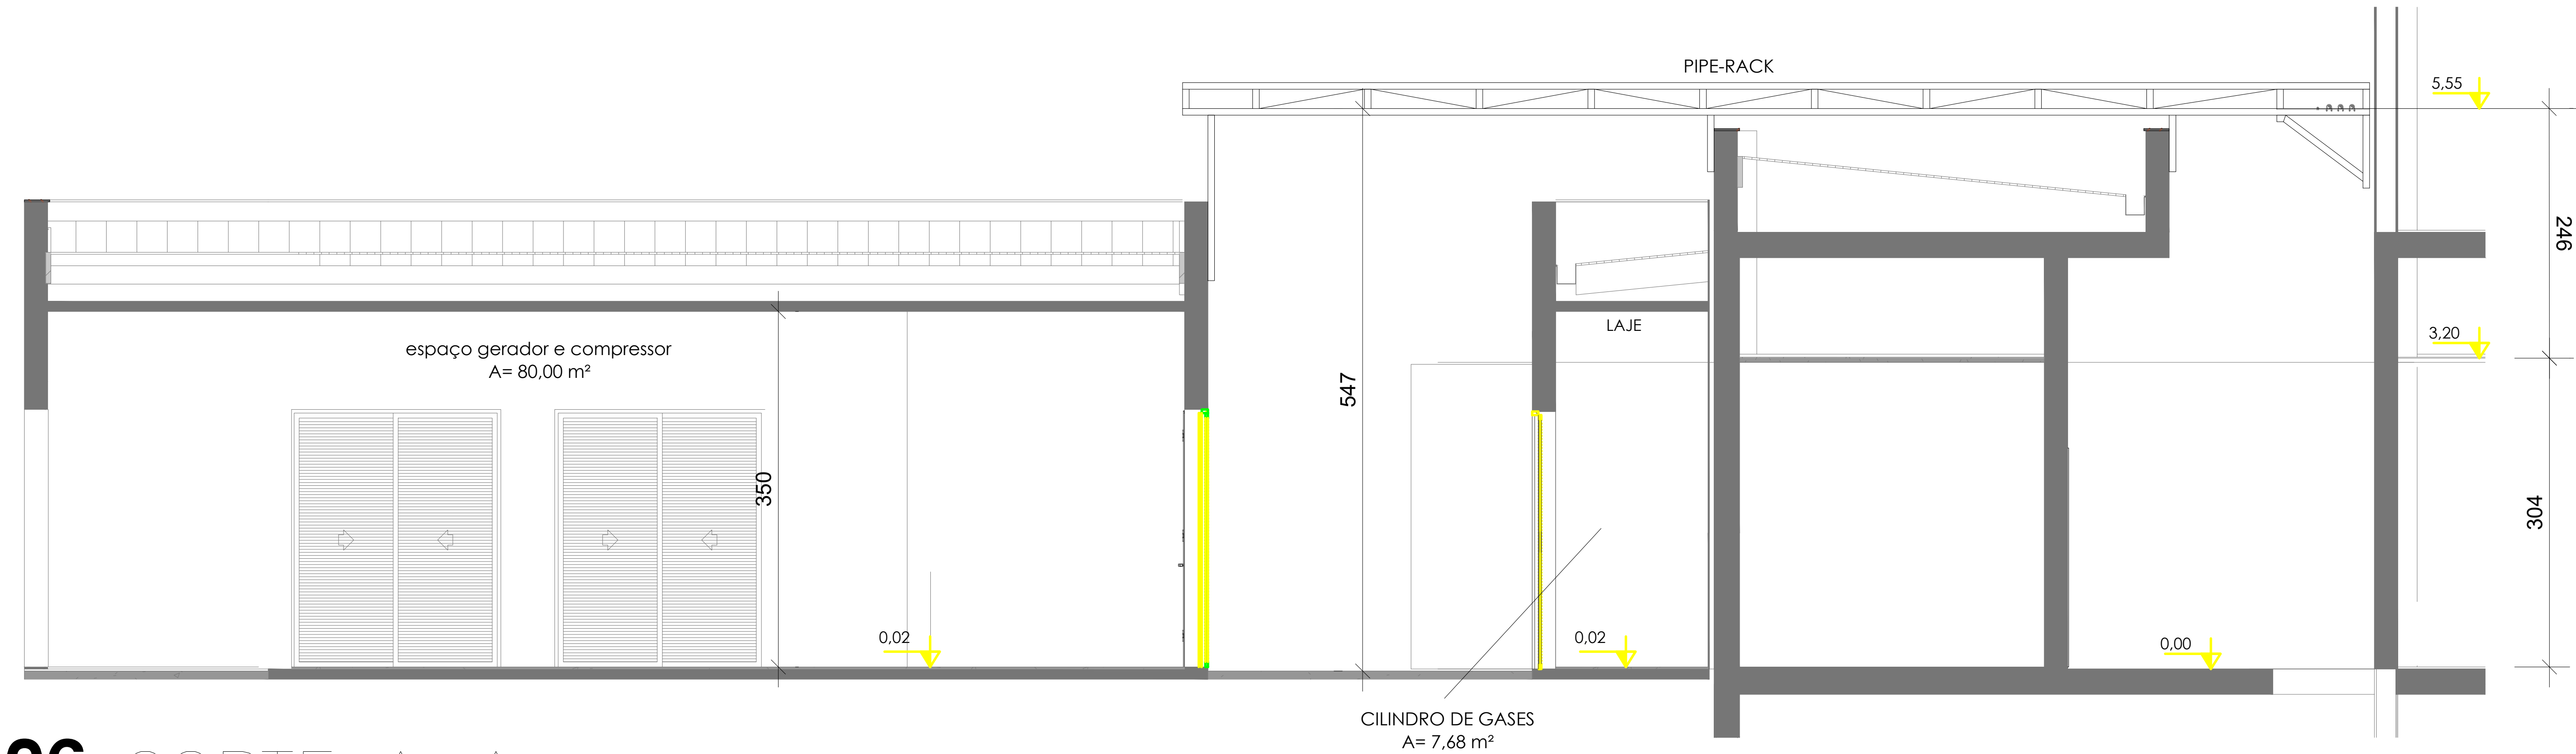 PIPE-RACK
5,55
246
3,20
LAJE
espaço gerador e compressor
A= 80,00 m²
547
350
304
0,02
0,02
0,00
CILINDRO DE GASES
A= 7,68 m²